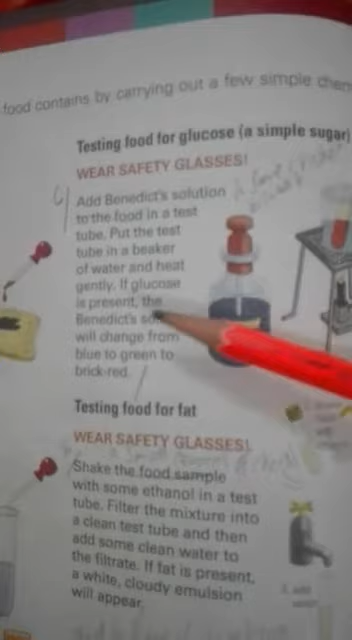 food contains by carrying out a few simple chem
Testing food for glucose (a simple sugar)
WEAR SAFETY GLASSES!
Add Benedict's solution
to the food in a test
tube. Put the test
tube in a beaker
of water and heat
gently. If glucose
is present, the
Benedict's so
will change from
blue to green to
brick-red.
Testing food for fat
WEAR SAFETY GLASSES!
Shake the food sample
with some ethanol in a test
tube. Filter the mixture into
a clean test tube and then
add some clean water to
the filtrate. If fat is present,
a white, cloudy emulsion
will appear.